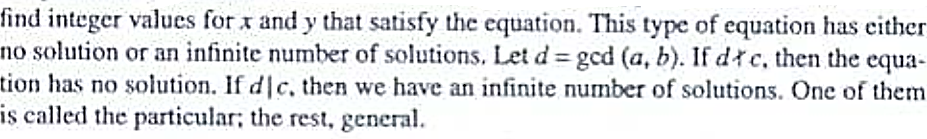 find integer values for x and y that satisfy the equation. This type of equation has either
no solution or an infinite number of solutions. Let d = gcd (a, b). If d∤c, then the equa-
tion has no solution. If d|c, then we have an infinite number of solutions. One of them
is called the particular; the rest, general.